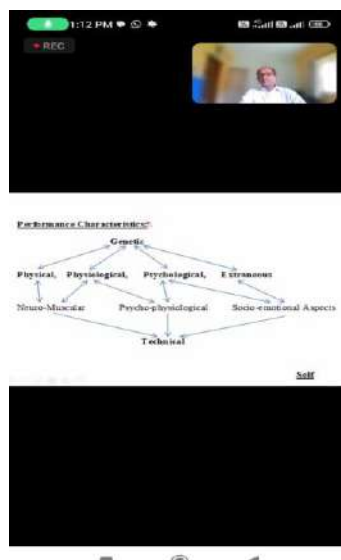 1:12 PM
REC
Performance Characteristics:
Genetic
Physical, Physiological, Psychological, Extraneous
Neuro-Muscular Psycho-physiological Socio-emotional Aspects
Technical
Self